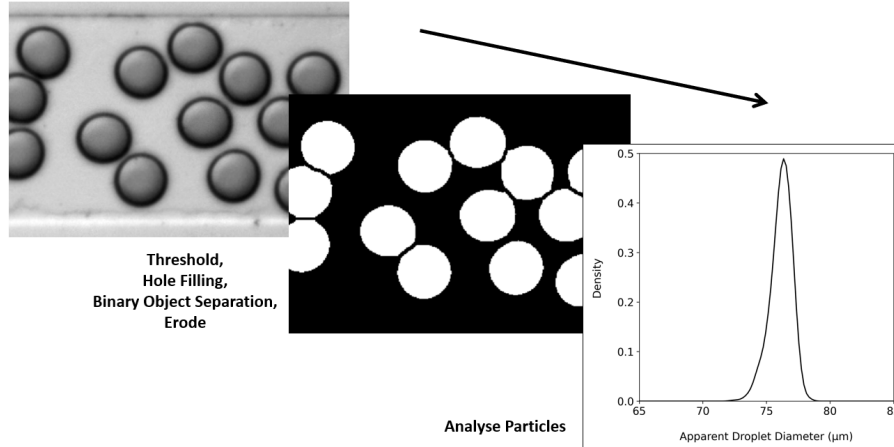 Threshold,
Hole Filling,
Binary Object Separation,
Erode
Analyse Particles
0.5
0.4
0.3
0.2
0.1
0.0
Density
65
70
75
80
8
Apparent Droplet Diameter (μm)